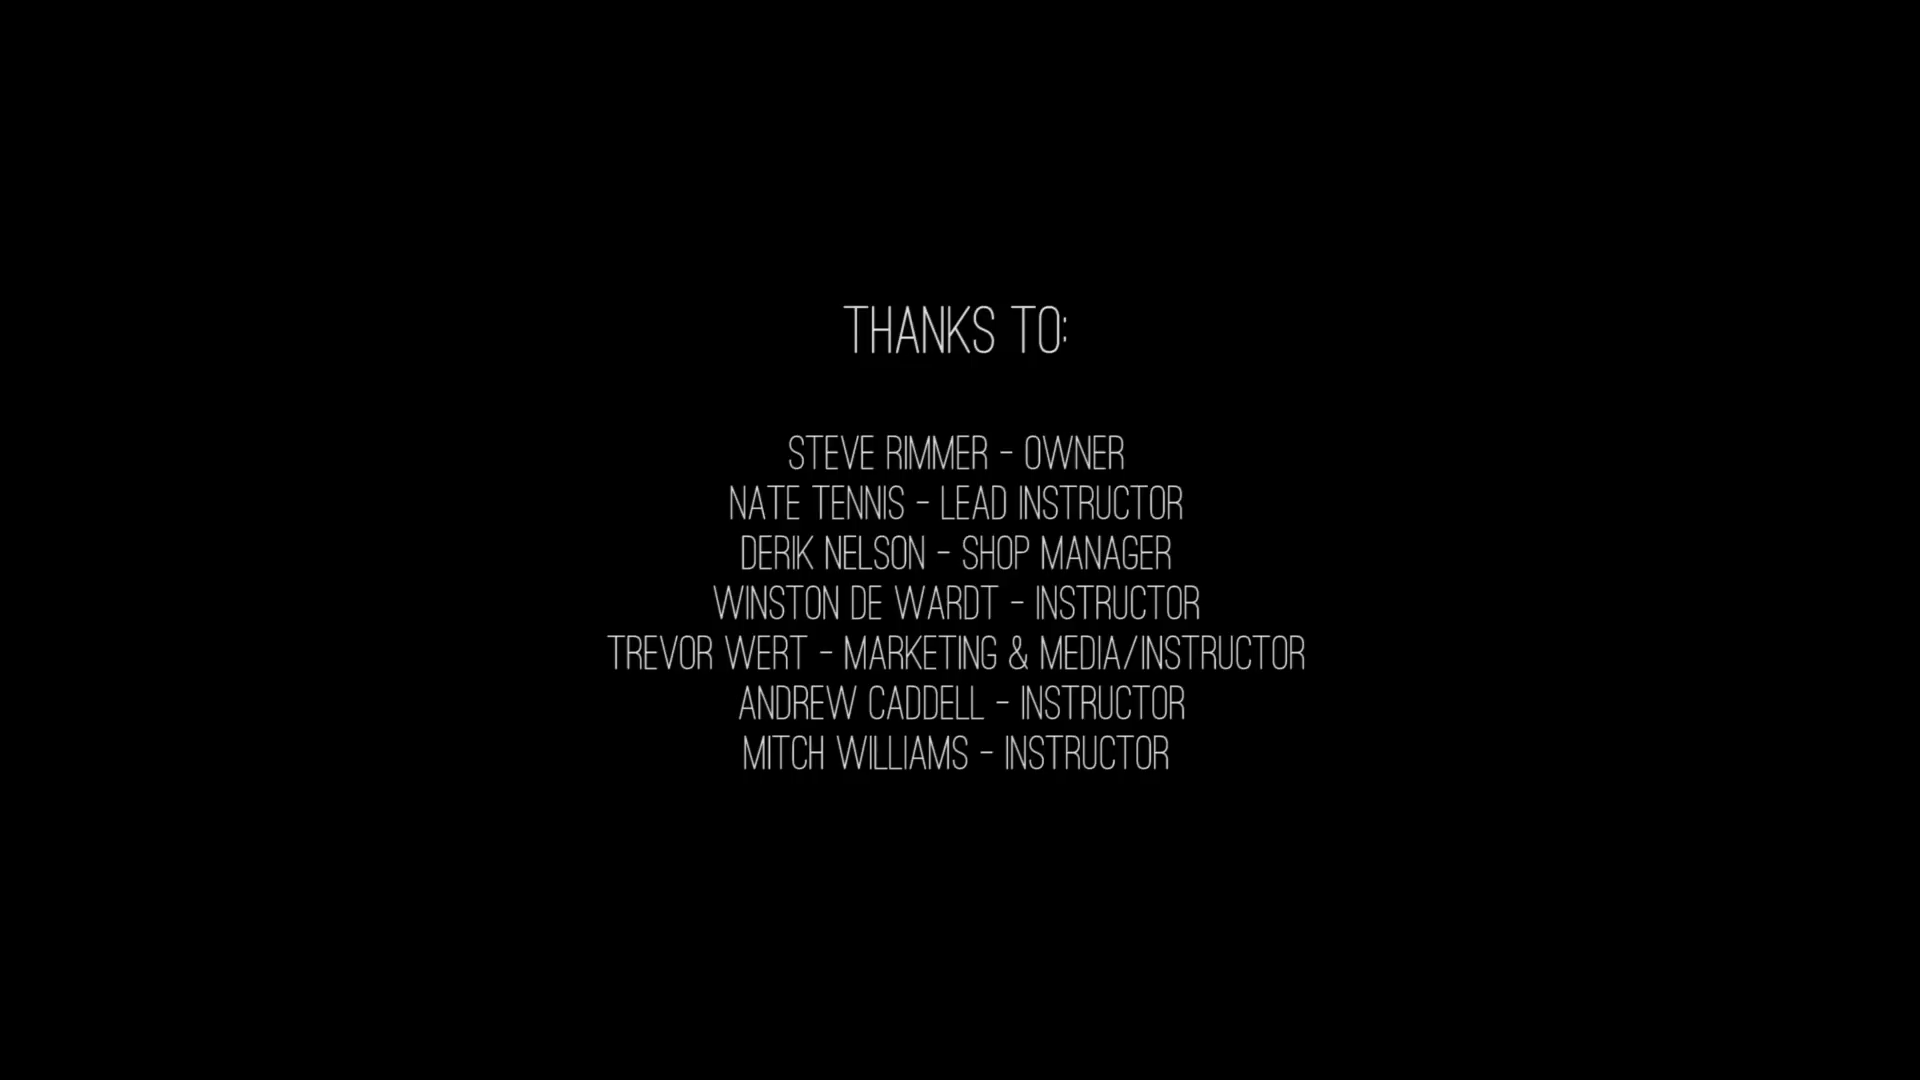 THANKS TO:
STEVE RIMMER - OWNER
NATE TENNIS - LEAD INSTRUCTOR
DERIK NELSON - SHOP MANAGER
WINSTON DE WARDT - INSTRUCTOR
TREVOR WERT - MARKETING & MEDIA/INSTRUCTOR
ANDREW CADDELL - INSTRUCTOR
MITCH WILLIAMS - INSTRUCTOR